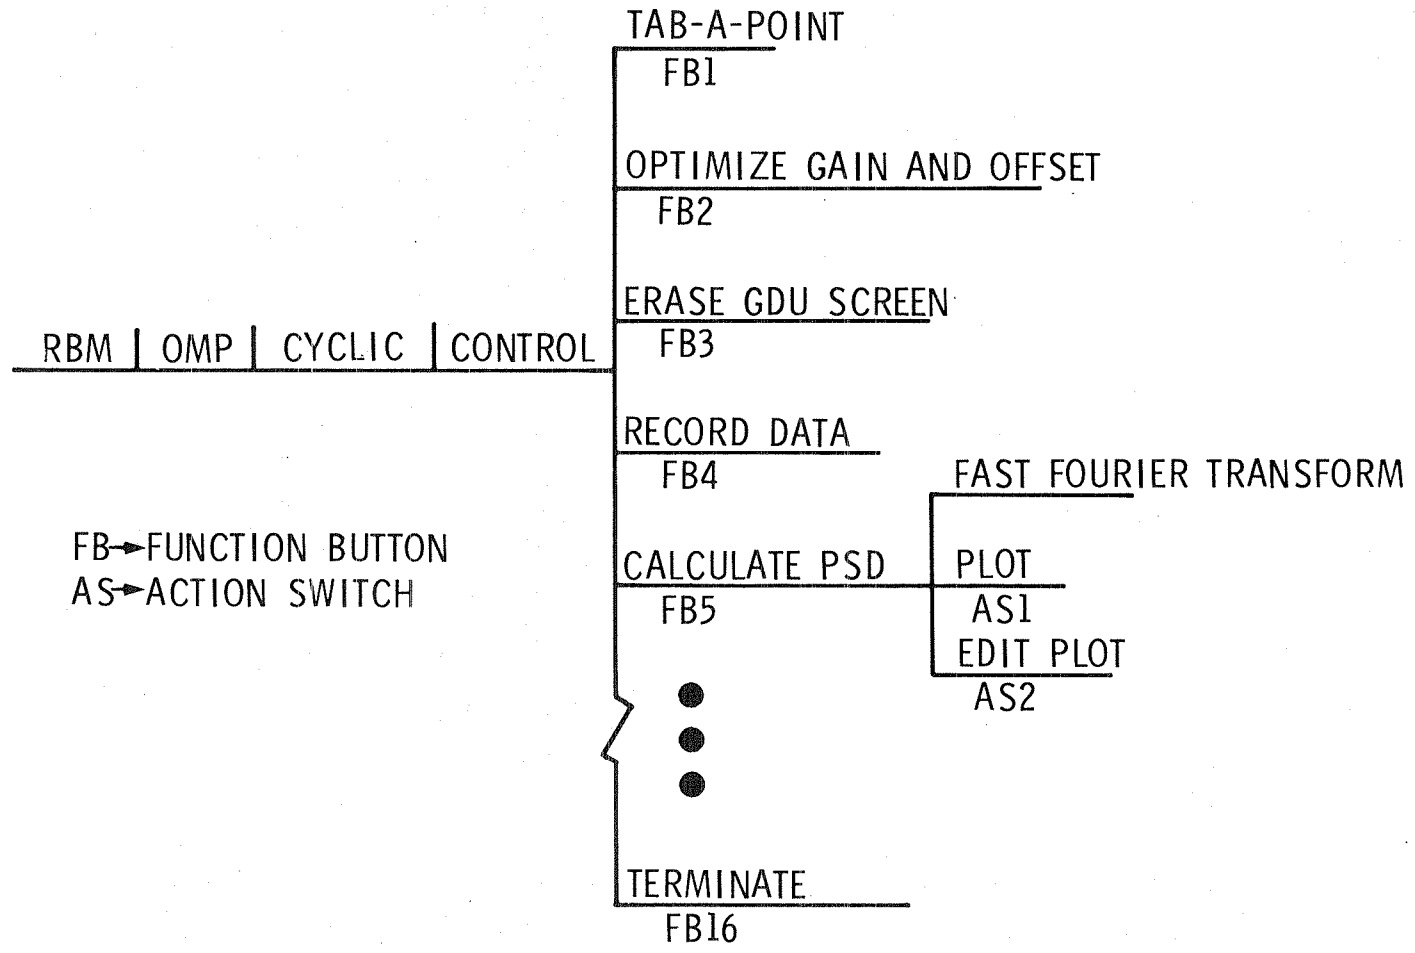 TAB-A-POINT
FB1
OPTIMIZE GAIN AND OFFSET
FB2
ERASE GDU SCREEN
FB3
RBM | OMP | CYCLIC | CONTROL
RECORD DATA
FB4
FAST FOURIER TRANSFORM
FB→FUNCTION BUTTON
AS→ACTION SWITCH
CALCULATE PSD
FB5
PLOT
AS1
EDIT PLOT
AS2
TERMINATE
FB16